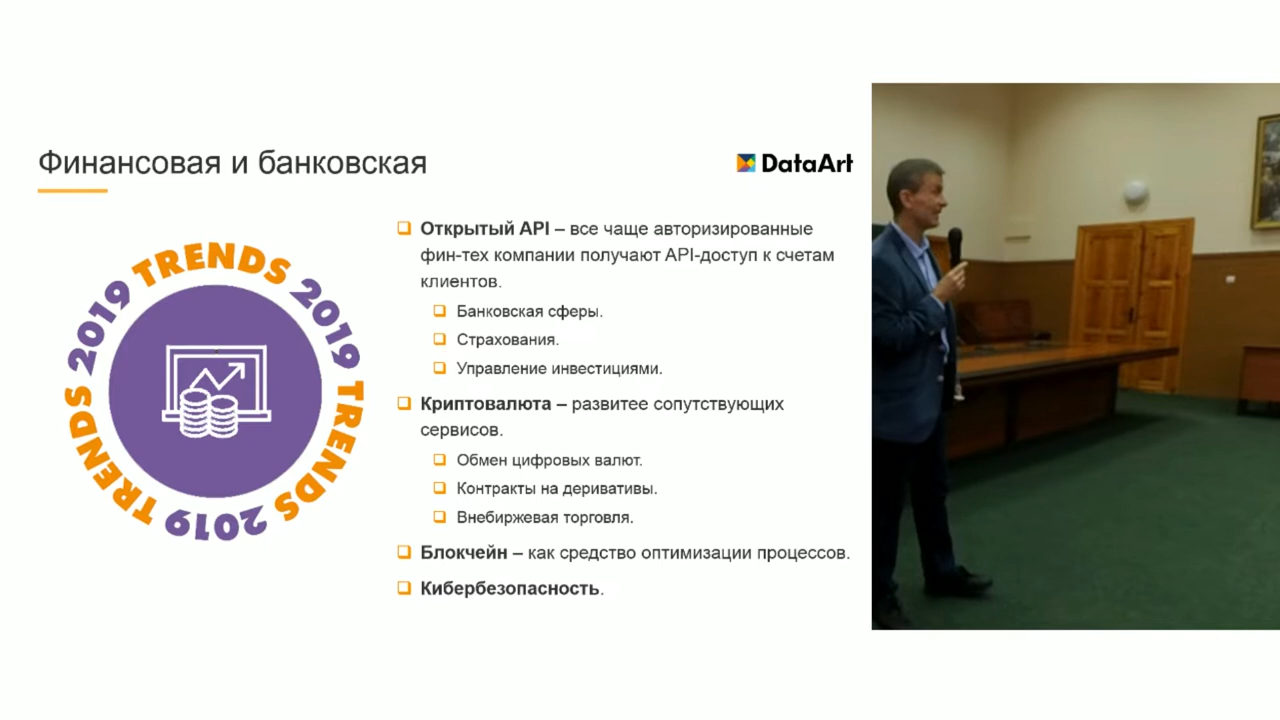 Финансовая и банковская
DataArt
TRENDS 2019 TRENDS 2019 TRENDS 2019
Открытый API – все чаще авторизированные
фин-тех компании получают API-доступ к счетам
клиентов.
Банковская сферы.
Страхования.
Управление инвестициями.
Криптовалюта – развитее сопутствующих
сервисов.
Обмен цифровых валют.
Контракты на деривативы.
Внебиржевая торговля.
Блокчейн – как средство оптимизации процессов.
Кибербезопасность.